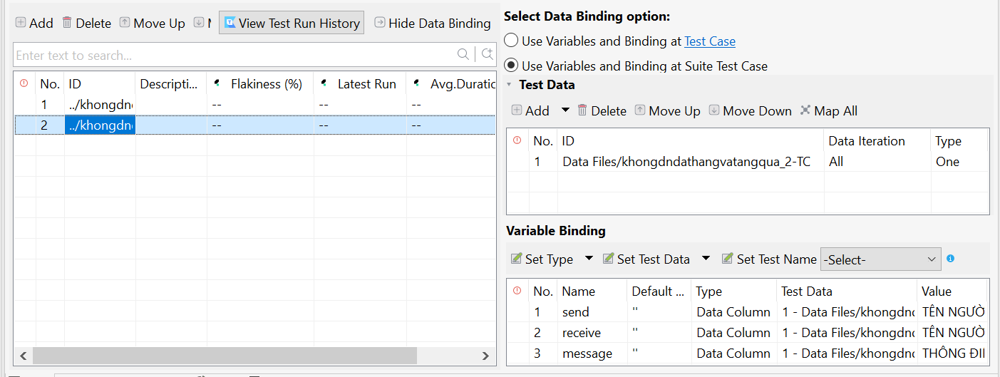 Add Delete Move Up View Test Run History Hide Data Binding
Enter text to search...
No. ID Descripti... Flakiness (%) Latest Run Avg.Duratic
1 ../khongdn -- -- --
2 ../khongdn -- -- --
Select Data Binding option:
Use Variables and Binding at Test Case
Use Variables and Binding at Suite Test Case
Test Data
Add Delete Move Up Move Down Map All
No. ID Data Iteration Type
1 Data Files/khongdndathangvatangqua_2-TC All One
Variable Binding
Set Type Set Test Data Set Test Name -Select-
No. Name Default ... Type Test Data Value
1 send '' Data Column 1 - Data Files/khongdn TÊN NGƯỜ
2 receive '' Data Column 1 - Data Files/khongdn TÊN NGƯỜ
3 message '' Data Column 1 - Data Files/khongdn THÔNG ĐI